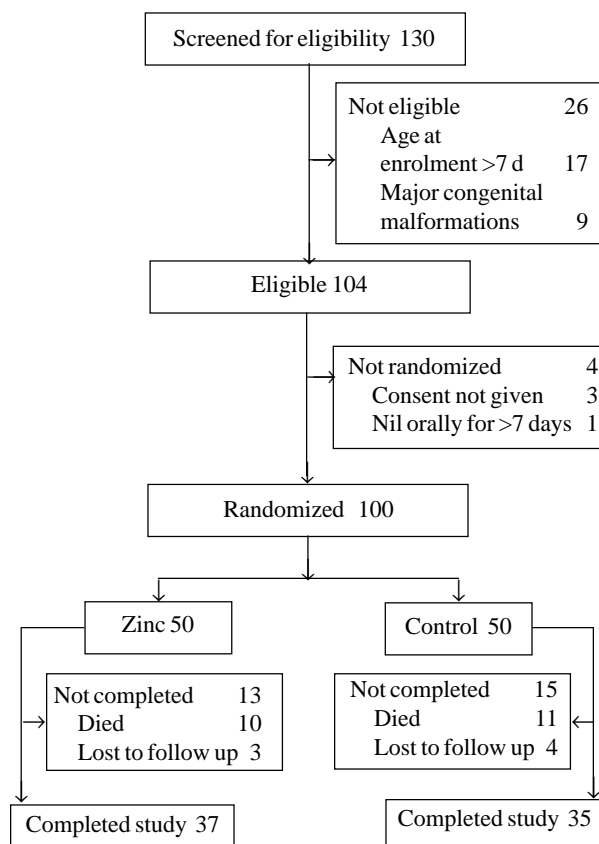 Screened for eligibility 130
Not eligible 26
Age at
enrolment >7 d 17
Major congenital
malformations 9
Eligible 104
Not randomized 4
Consent not given 3
Nil orally for >7 days 1
Randomized 100
Zinc 50
Control 50
Not completed 13
Died 10
Lost to follow up 3
Not completed 15
Died 11
Lost to follow up 4
Completed study 37
Completed study 35